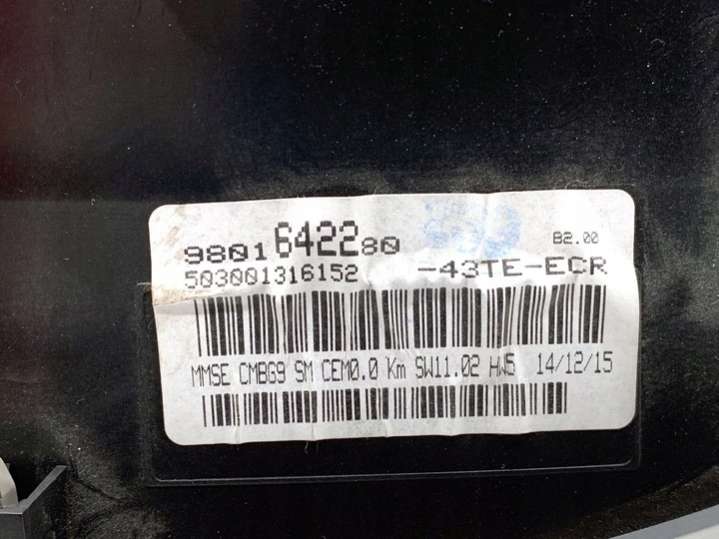 9801642280
B2.00
503001316152
-43TE-ECR
MMSE CMBG9 SM CEM0.0 Km SW11.02 HW5 14/12/15